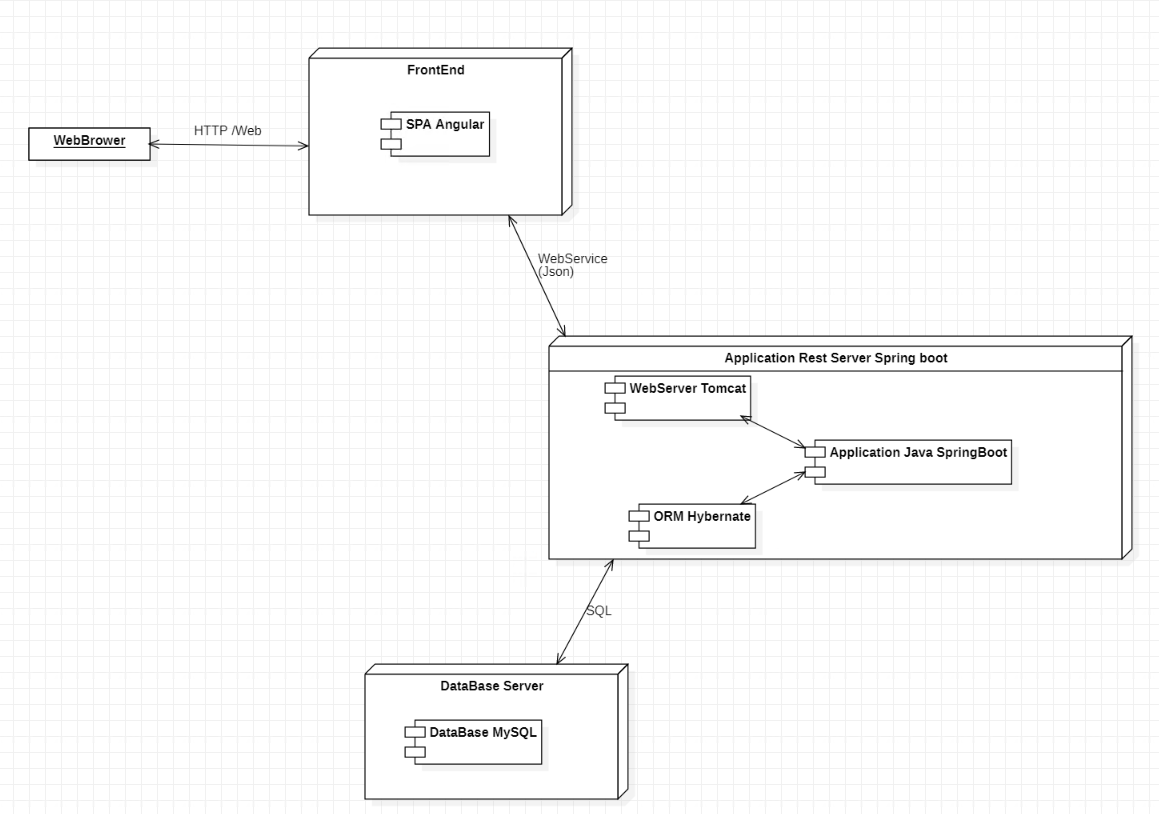 FrontEnd
SPA Angular
HTTP /Web
WebBrower
WebService
(Json)
Application Rest Server Spring boot
WebServer Tomcat
Application Java SpringBoot
ORM Hybernate
SQL
DataBase Server
DataBase MySQL